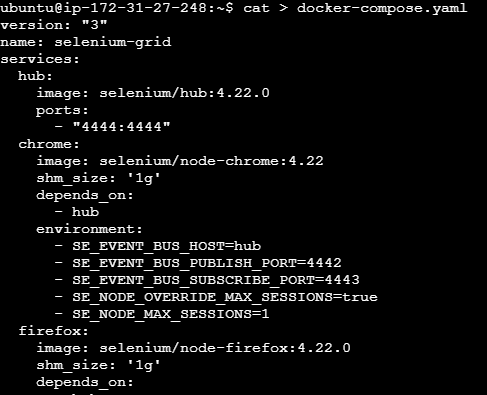 ubuntu@ip-172-31-27-248:~$ cat > docker-compose.yaml
version: "3"
name: selenium-grid
services:
  hub:
    image: selenium/hub:4.22.0
    ports:
      - "4444:4444"
  chrome:
    image: selenium/node-chrome:4.22
    shm_size: '1g'
    depends_on:
      - hub
    environment:
      - SE_EVENT_BUS_HOST=hub
      - SE_EVENT_BUS_PUBLISH_PORT=4442
      - SE_EVENT_BUS_SUBSCRIBE_PORT=4443
      - SE_NODE_OVERRIDE_MAX_SESSIONS=true
      - SE_NODE_MAX_SESSIONS=1
  firefox:
    image: selenium/node-firefox:4.22.0
    shm_size: '1g'
    depends_on: